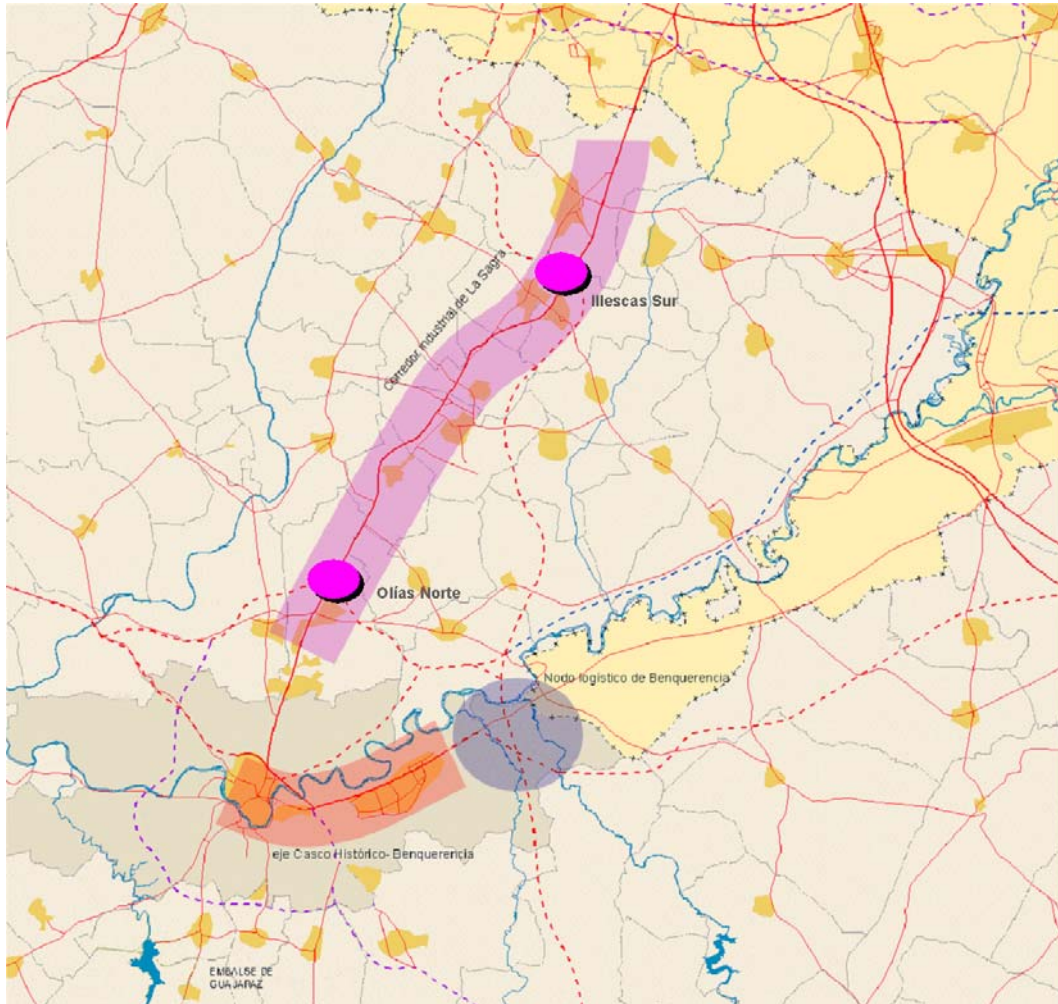 Corredor industrial de La Sagra
Illescas Sur
Olías Norte
Nodo logístico de Benquerencia
eje Casco Histórico- Benquerencia
EMBALSE DE
GUAJARAZ